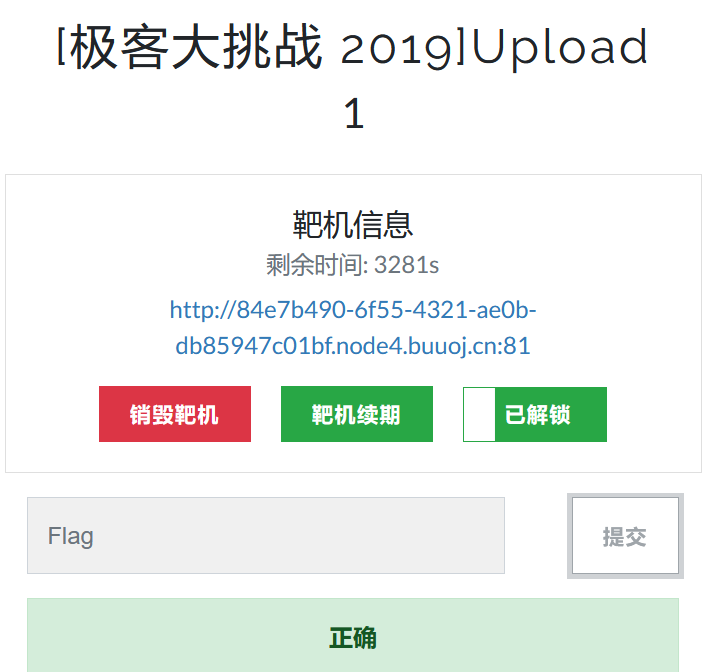 [极客大挑战 2019]Upload
1
靶机信息
剩余时间: 3281s
http://84e7b490-6f55-4321-ae0b-
db85947c01bf.node4.buuoj.cn:81
销毁靶机
靶机续期
已解锁
Flag
提交
正确